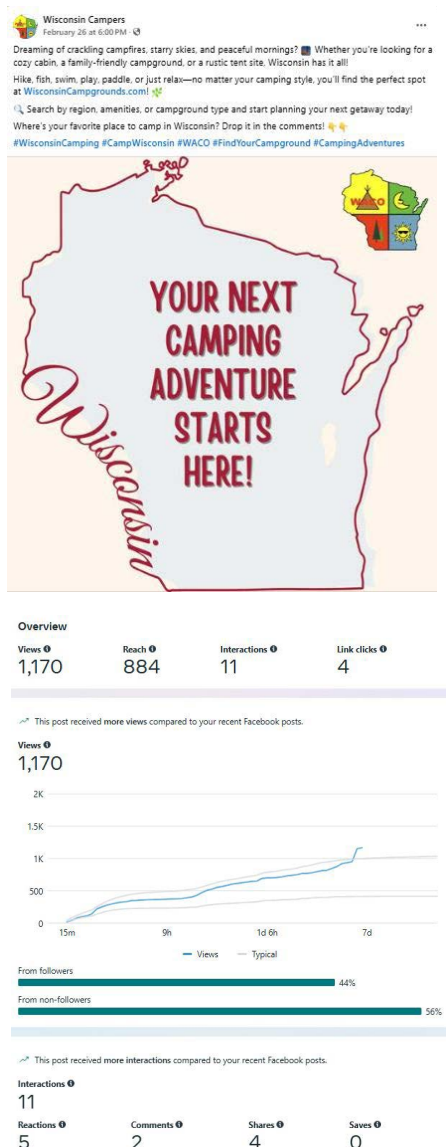 Wisconsin Campers
February 26 at 6:00 PM ·
Dreaming of crackling campfires, starry skies, and peaceful mornings? Whether you're looking for a
cozy cabin, a family-friendly campground, or a rustic tent site, Wisconsin has it all!
Hike, fish, swim, play, paddle, or just relax—no matter your camping style, you'll find the perfect spot
at WisconsinCampgrounds.com! 🌿
🔍 Search by region, amenities, or campground type and start planning your next getaway today!
Where's your favorite place to camp in Wisconsin? Drop it in the comments! 👇👇
#WisconsinCamping #CampWisconsin #WACO #FindYourCampground #CampingAdventures
WACO
YOUR NEXT
CAMPING
ADVENTURE
STARTS
HERE!
Wisconsin
Overview
Views Reach Interactions Link clicks
1,170 884 11 4
This post received more views compared to your recent Facebook posts.
Views
1,170
2K
1.5K
1K
500
0
15m 9h 1d 6h 7d
Views Typical
From followers
44%
From non-followers
56%
This post received more interactions compared to your recent Facebook posts.
Interactions
11
Reactions Comments Shares Saves
5 2 4 0